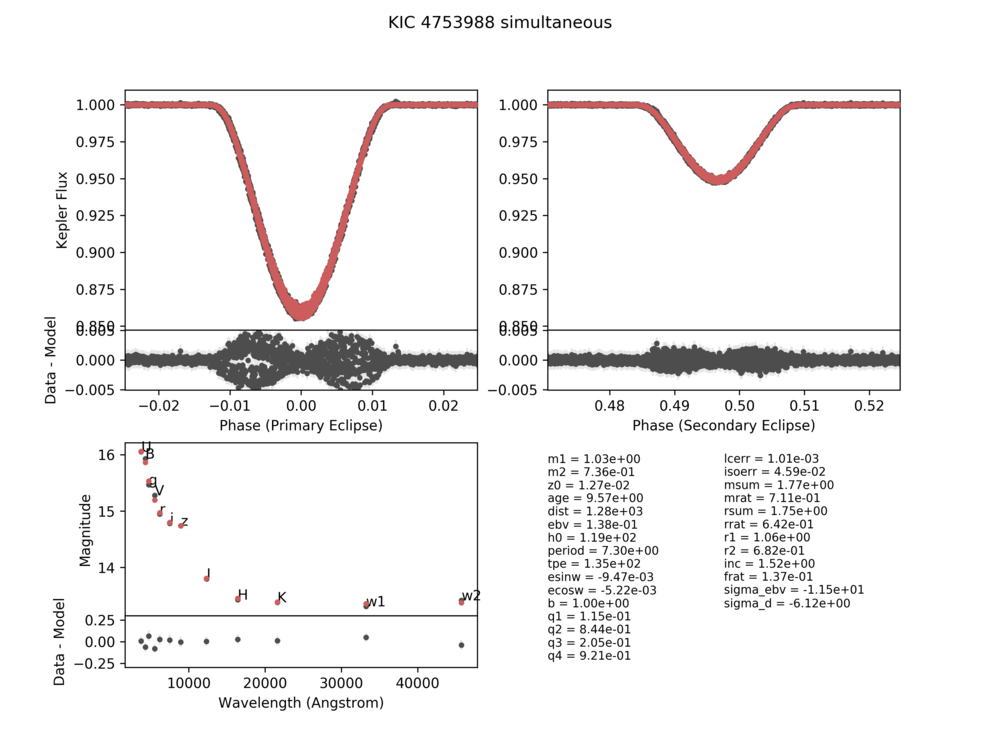 KIC 4753988 simultaneous
1.000
0.975
0.950
0.925
0.900
0.875
0.850
Kepler Flux
0.005
0.000
−0.005
Data - Model
−0.02 −0.01 0.00 0.01 0.02
Phase (Primary Eclipse)
1.000
0.975
0.950
0.925
0.900
0.875
0.850
0.005
0.000
−0.005
0.48 0.49 0.50 0.51 0.52
Phase (Secondary Eclipse)
16
15
14
Magnitude
U
B
g
V
r
i z
J
H
K
w1
w2
0.25
0.00
−0.25
Data - Model
10000 20000 30000 40000
Wavelength (Angstrom)
m1 = 1.03e+00
m2 = 7.36e-01
z0 = 1.27e-02
age = 9.57e+00
dist = 1.28e+03
ebv = 1.38e-01
h0 = 1.19e+02
period = 7.30e+00
tpe = 1.35e+02
esinw = -9.47e-03
ecosw = -5.22e-03
b = 1.00e+00
q1 = 1.15e-01
q2 = 8.44e-01
q3 = 2.05e-01
q4 = 9.21e-01
lcerr = 1.01e-03
isoerr = 4.59e-02
msum = 1.77e+00
mrat = 7.11e-01
rsum = 1.75e+00
rrat = 6.42e-01
r1 = 1.06e+00
r2 = 6.82e-01
inc = 1.52e+00
frat = 1.37e-01
sigma_ebv = -1.15e+01
sigma_d = -6.12e+00